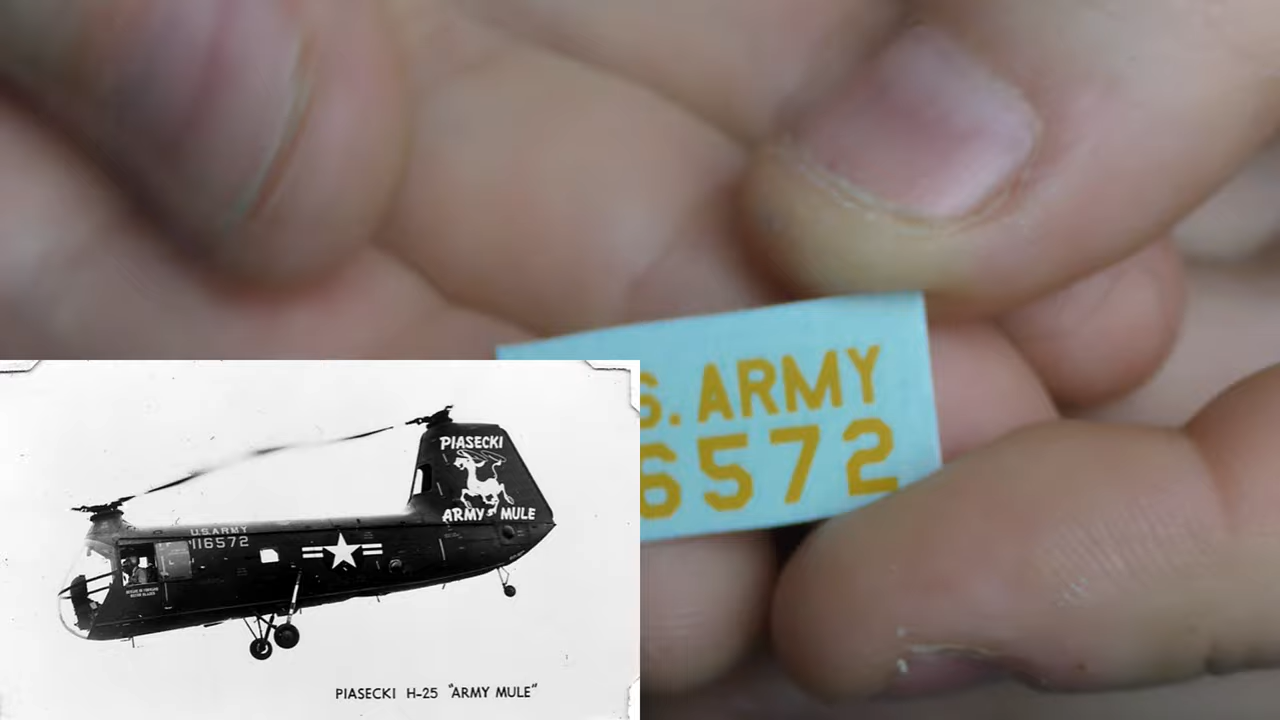 S. ARMY
6572
PIASECKI
ARMY MULE
U.S. ARMY
116572
PIASECKI H-25 "ARMY MULE"